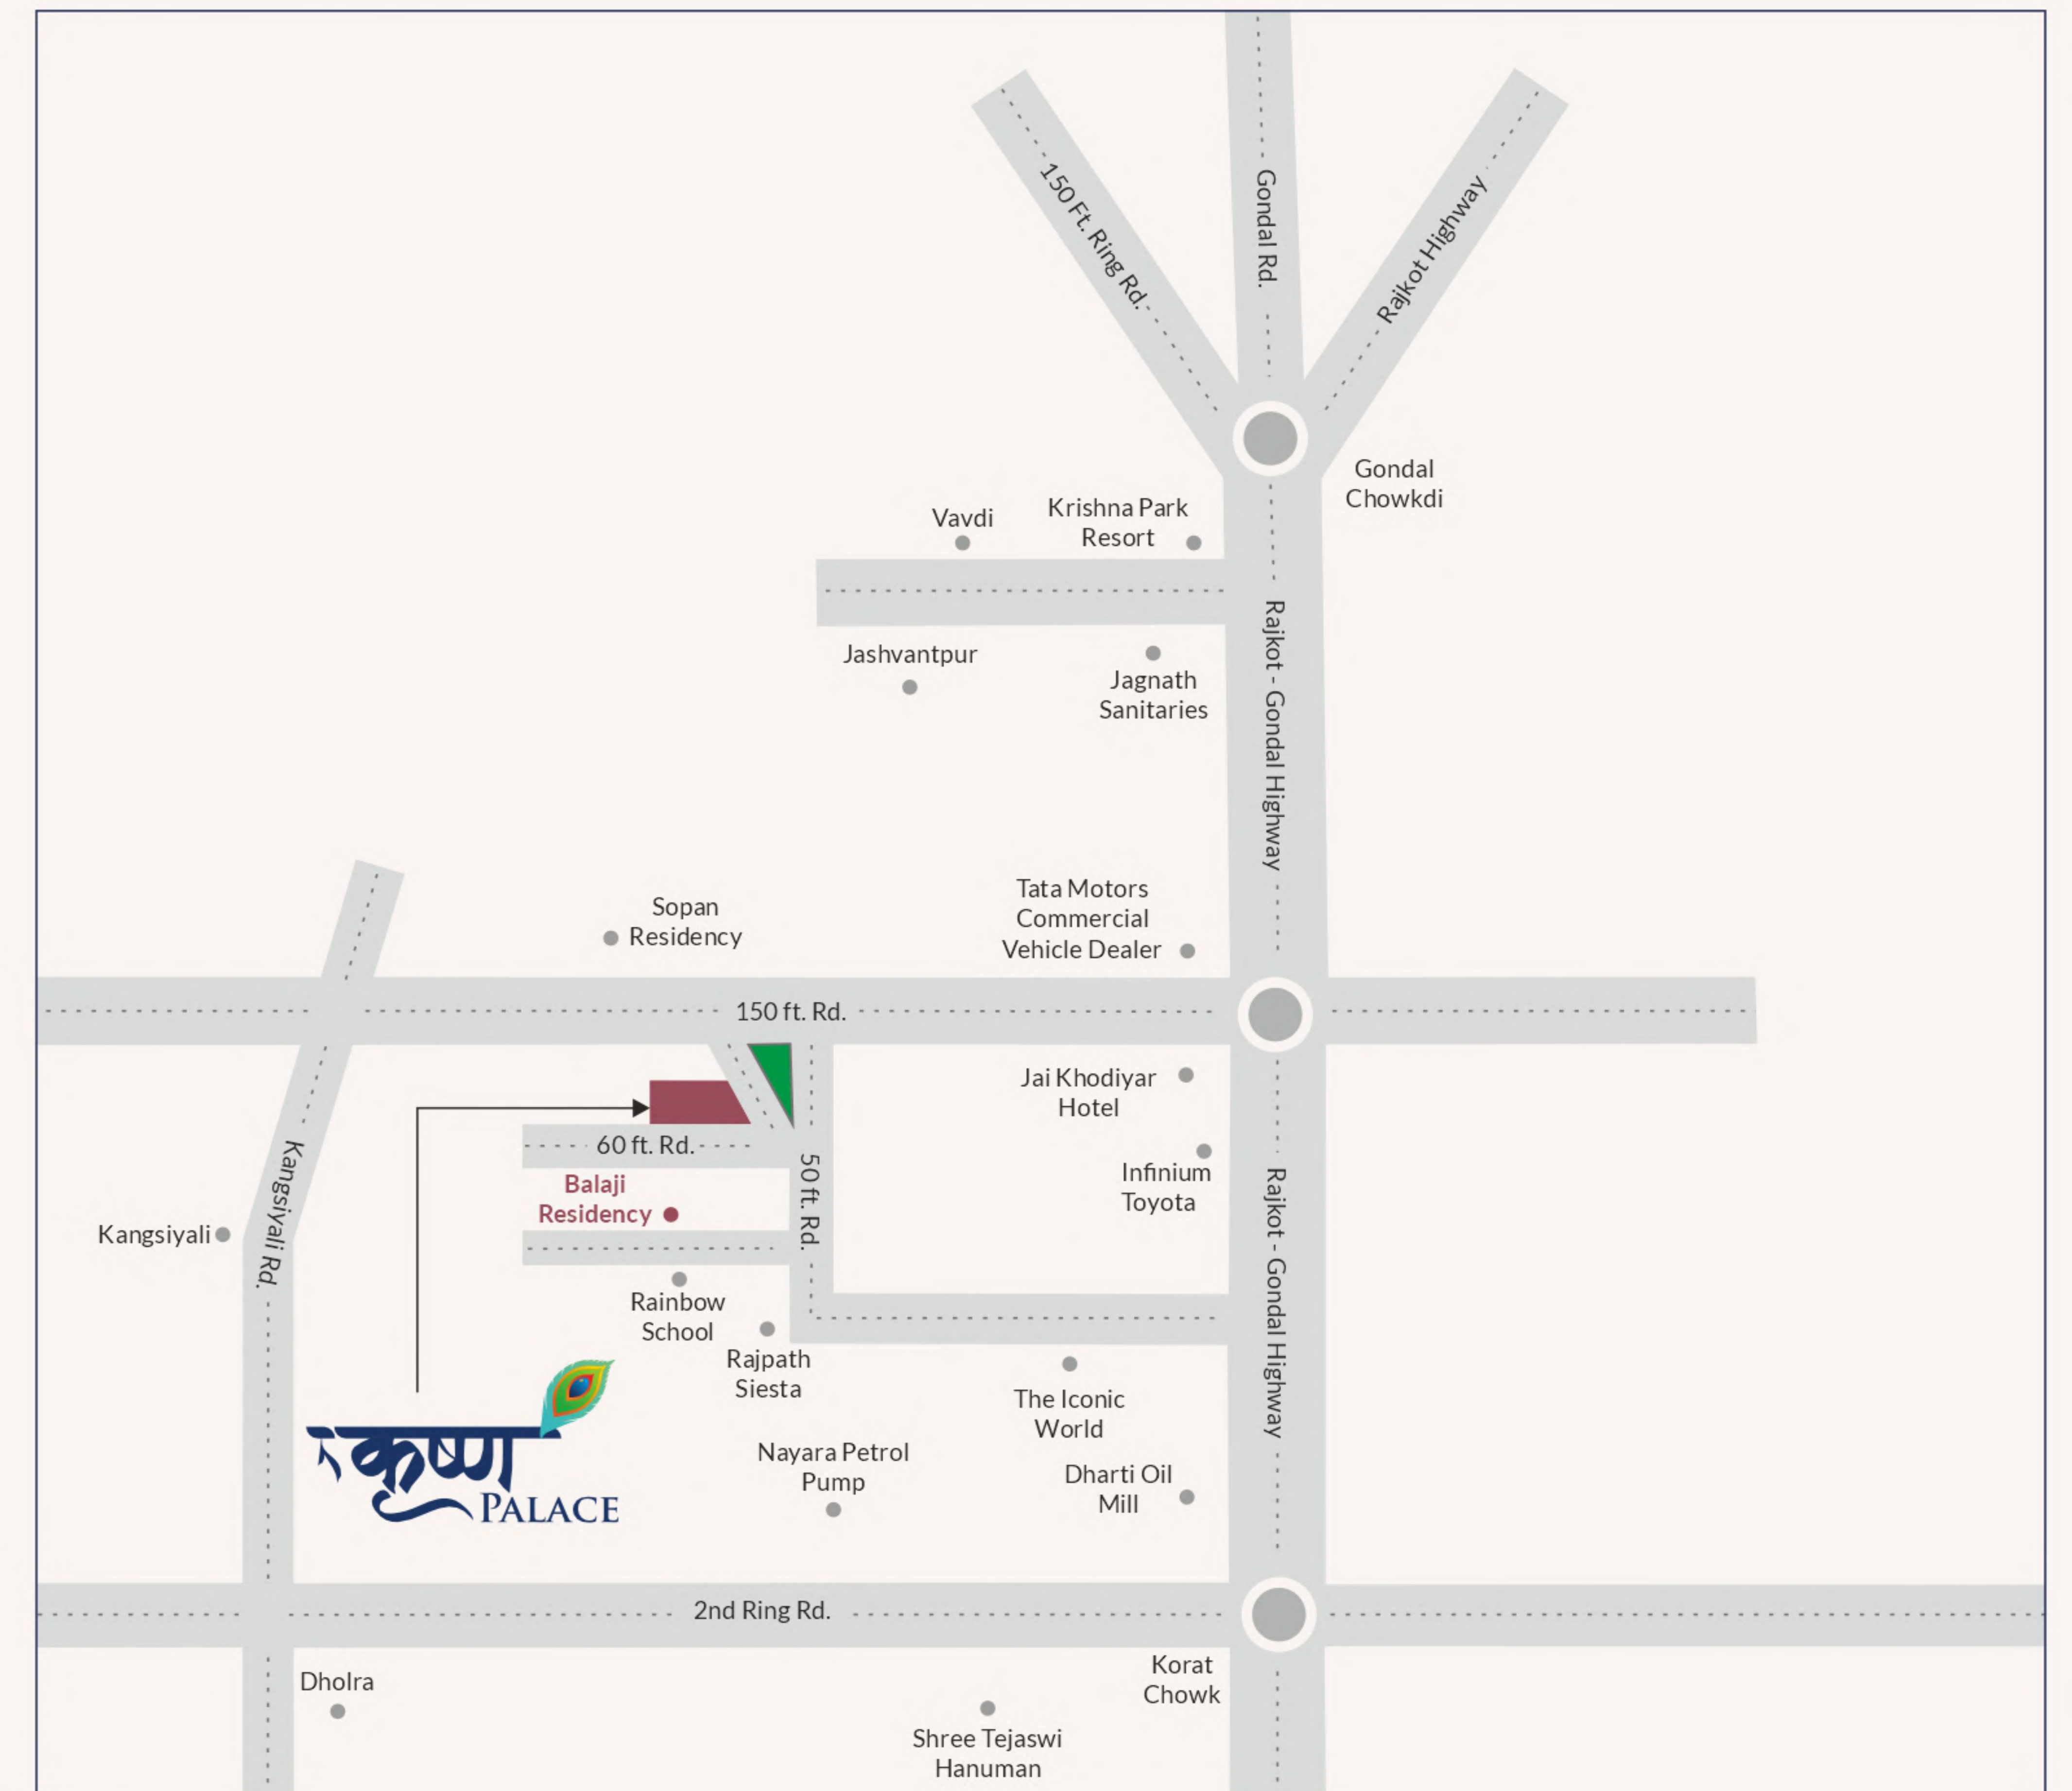 150 Ft. Ring Rd.
Gondal Rd.
Rajkot Highway
Gondal
Chowkdi
Vavdi
Krishna Park
Resort
Rajkot - Gondal Highway
Jashvantpur
Jagnath
Sanitaries
Sopan
Residency
Tata Motors
Commercial
Vehicle Dealer
150 ft. Rd.
Jai Khodiyar
Hotel
60 ft. Rd.
50 ft. Rd.
Infinium
Toyota
Balaji
Residency
Kangsiyali Rd.
Kangsiyali
Rajkot - Gondal Highway
Rainbow
School
Rajpath
Siesta
The Iconic
World
कृष्ण
PALACE
Nayara Petrol
Pump
Dharti Oil
Mill
2nd Ring Rd.
Korat
Chowk
Dholra
Shree Tejaswi
Hanuman